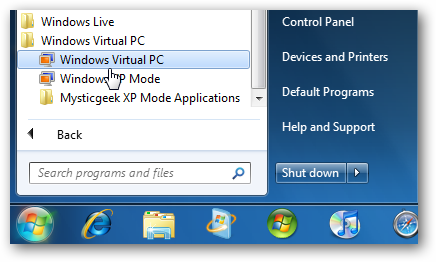 Windows Live
Windows Virtual PC
Windows Virtual PC
Windows XP Mode
Mysticgeek XP Mode Applications
Back
Search programs and files
Control Panel
Devices and Printers
Default Programs
Help and Support
Shut down